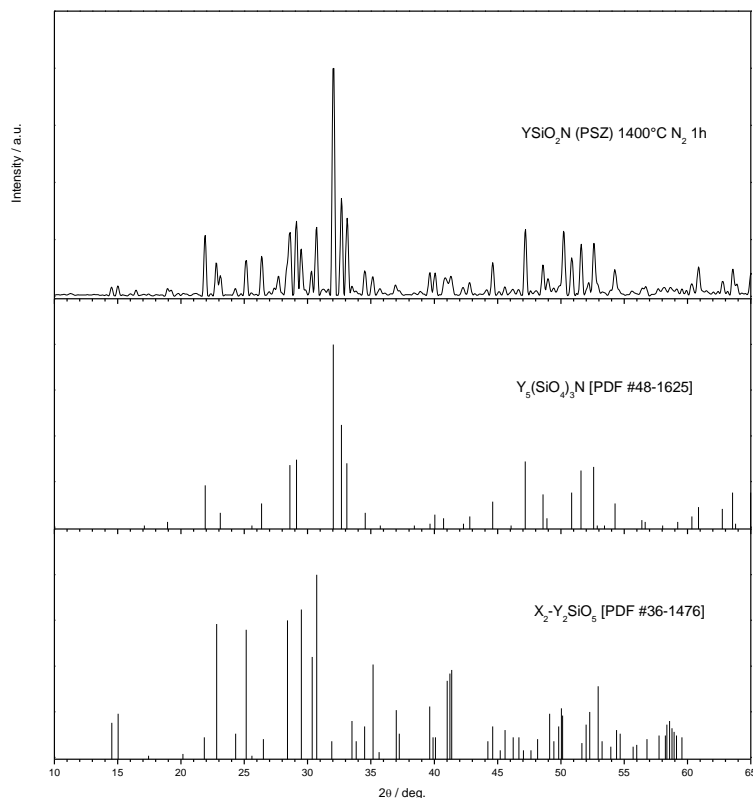 Intensity / a.u.
YSiO₂N (PSZ) 1400°C N₂ 1h
Y₅(SiO₄)₃N [PDF #48-1625]
X₂-Y₂SiO₅ [PDF #36-1476]
10 15 20 25 30 35 40 45 50 55 60 65
2θ / deg.